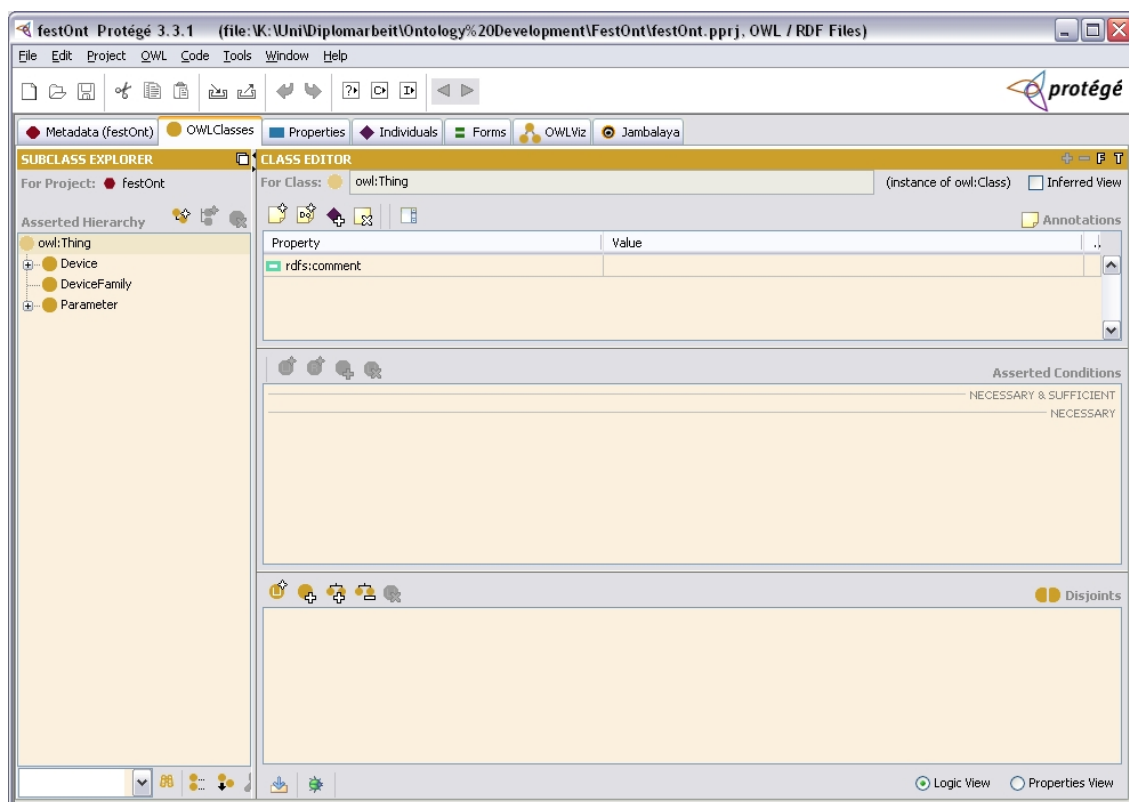 festOnt Protégé 3.3.1 (file:\K:\Uni\Diplomarbeit\Ontology%20Development\FestOnt\festOnt.pprj, OWL / RDF Files)
File Edit Project OWL Code Tools Window Help
protégé
Metadata (festOnt) OWLClasses Properties Individuals Forms OWLViz Jambalaya
SUBCLASS EXPLORER
CLASS EDITOR
F T
For Project: festOnt
For Class: owl:Thing (instance of owl:Class) Inferred View
Asserted Hierarchy
Annotations
owl:Thing
Device
DeviceFamily
Parameter
Property Value ..
rdfs:comment
Asserted Conditions
NECESSARY & SUFFICIENT
NECESSARY
Disjoints
Logic View Properties View